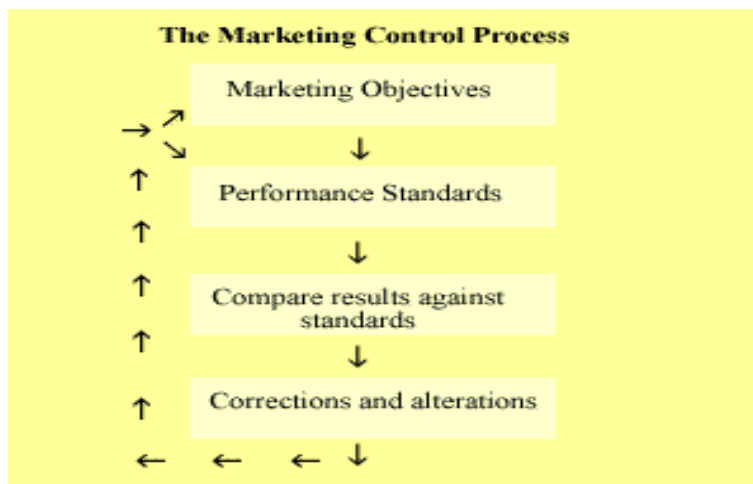 The Marketing Control Process
Marketing Objectives
Performance Standards
Compare results against
standards
Corrections and alterations